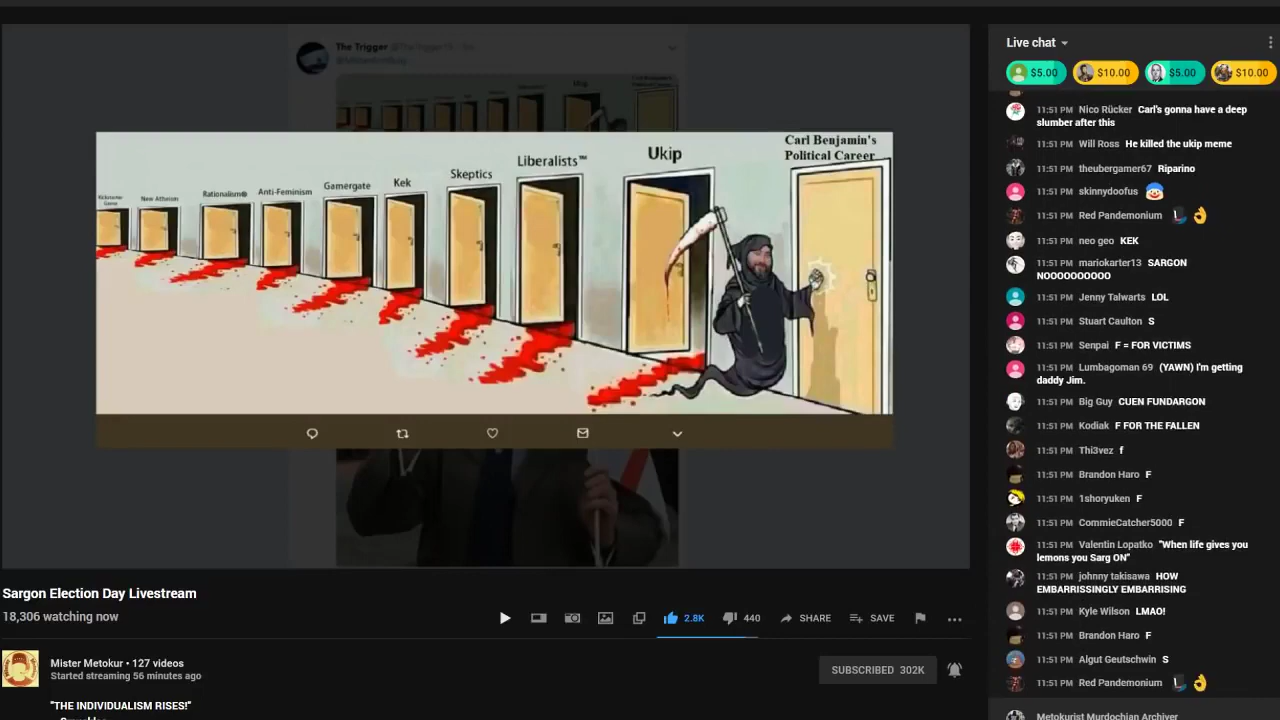 The Trigger
Kickstarter
Game
New Atheism
Rationalism®
Anti-Feminism
Gamergate
Kek
Skeptics
Liberalists™
Ukip
Carl Benjamin's
Political Career
Sargon Election Day Livestream
18,306 watching now
2.8K
440
SHARE
SAVE
Mister Metokur • 127 videos
Started streaming 56 minutes ago
SUBSCRIBED 302K
"THE INDIVIDUALISM RISES!"
Live chat
$5.00
$10.00
$5.00
$10.00
11:51 PM Nico Rücker Carl's gonna have a deep
slumber after this
11:51 PM Will Ross He killed the ukip meme
11:51 PM theubergamer67 Riparino
11:51 PM skinnydoofus
11:51 PM Red Pandemonium
11:51 PM neo geo KEK
11:51 PM mariokarter13 SARGON
NOOOOOOOOOO
11:51 PM Jenny Talwarts LOL
11:51 PM Stuart Caulton S
11:51 PM Senpai F = FOR VICTIMS
11:51 PM Lumbagoman 69 (YAWN) I'm getting
daddy Jim.
11:51 PM Big Guy CUEN FUNDARGON
11:51 PM Kodiak F FOR THE FALLEN
11:51 PM Thi3vez f
11:51 PM Brandon Haro F
11:51 PM 1shoryuken F
11:51 PM CommieCatcher5000 F
11:51 PM Valentin Lopatko "When life gives you
lemons you Sarg ON"
11:51 PM johnny takisawa HOW
EMBARRISSINGLY EMBARRISING
11:51 PM Kyle Wilson LMAO!
11:51 PM Brandon Haro F
11:51 PM Algut Geutschwin S
11:51 PM Red Pandemonium
Metokurist Murdochian Archiver